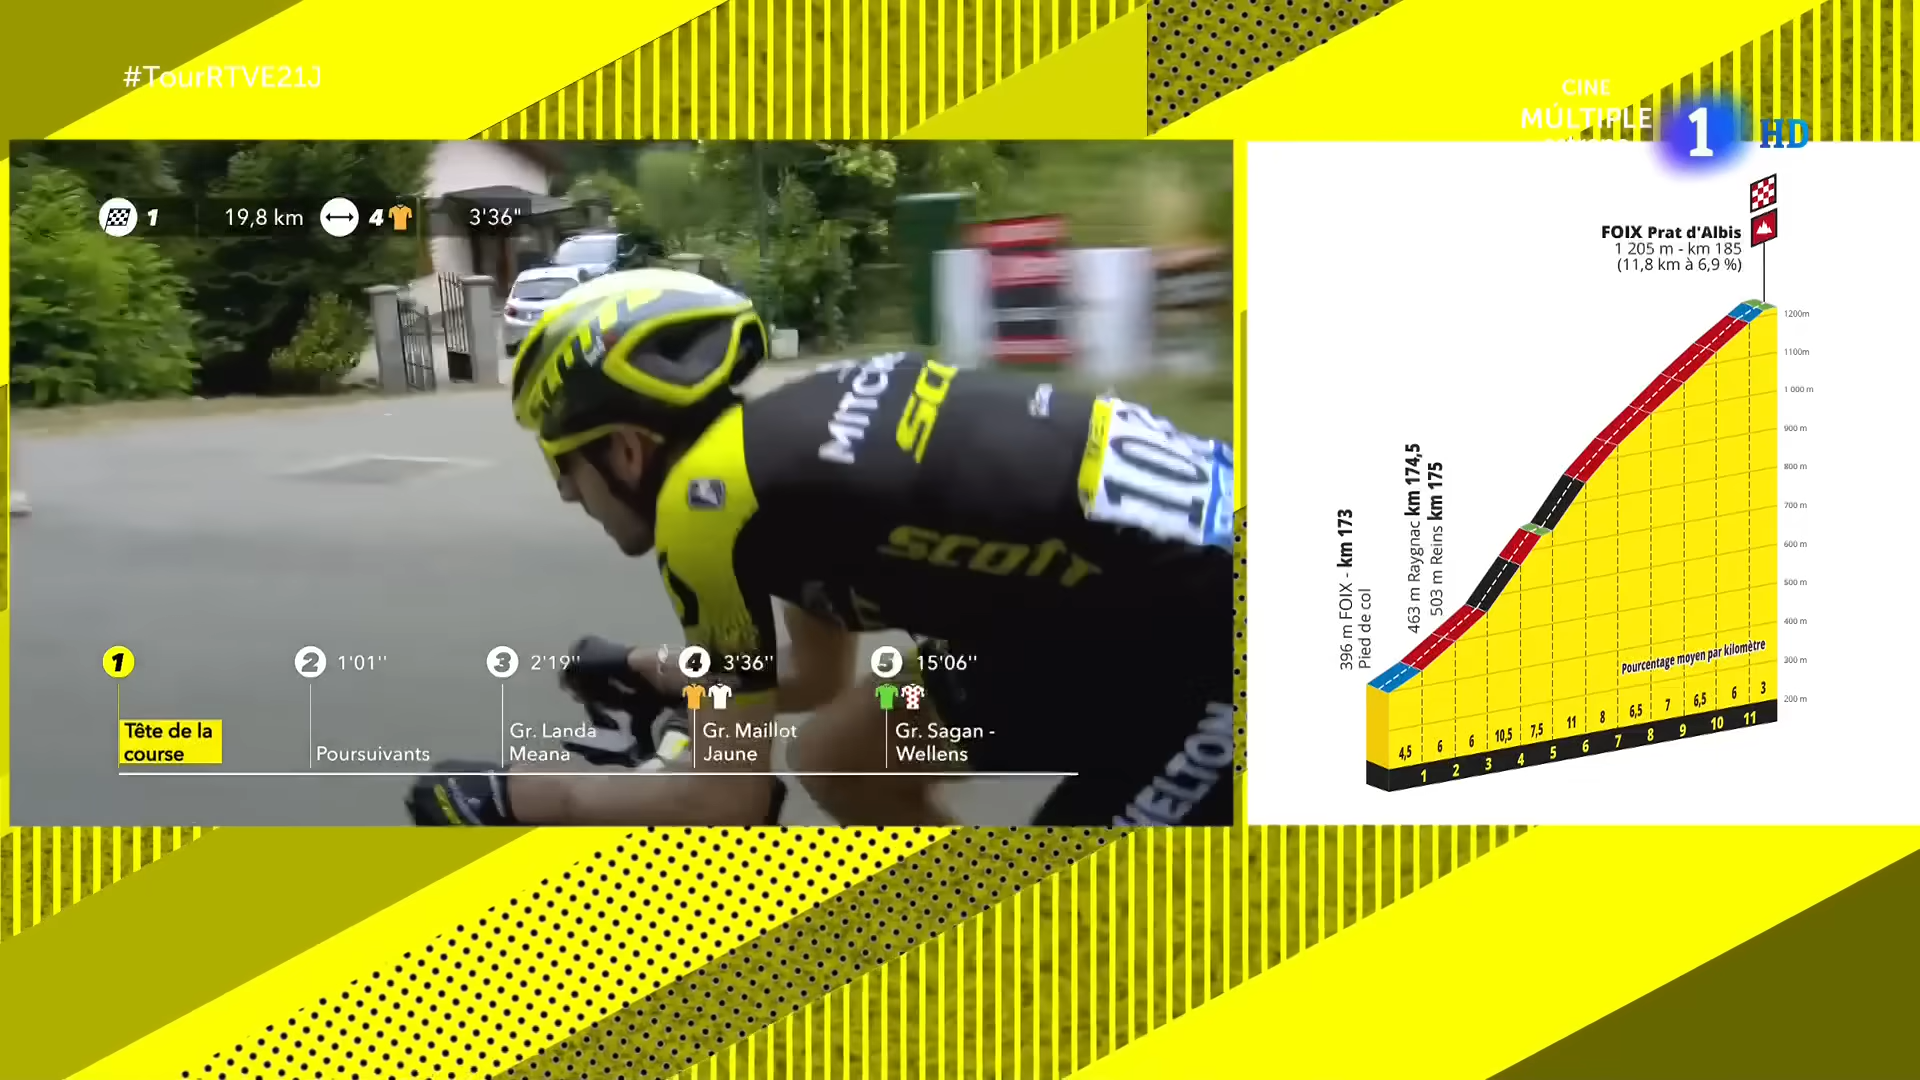 #TourRTVE21J
CINE
MÚLTIPLE
1 HD
1 19,8 km 4 3'36"
MITCH
SCO
SCOTT
WELTON
1
2 1'01''
3 2'19''
4 3'36''
5 15'06''
Tête de la
course
Poursuivants
Gr. Landa
Meana
Gr. Maillot
Jaune
Gr. Sagan -
Wellens
FOIX Prat d'Albis
1 205 m - km 185
(11,8 km à 6,9 %)
396 m FOIX - km 173
Pied de col
463 m Raygnac km 174,5
503 m Reins km 175
1200m
1100m
1 000 m
900 m
800 m
700 m
600 m
500 m
400 m
300 m
200 m
Pourcentage moyen par kilomètre
4,5 6 6 10,5 7,5 11 8 6,5 7 6,5 6 3
1 2 3 4 5 6 7 8 9 10 11